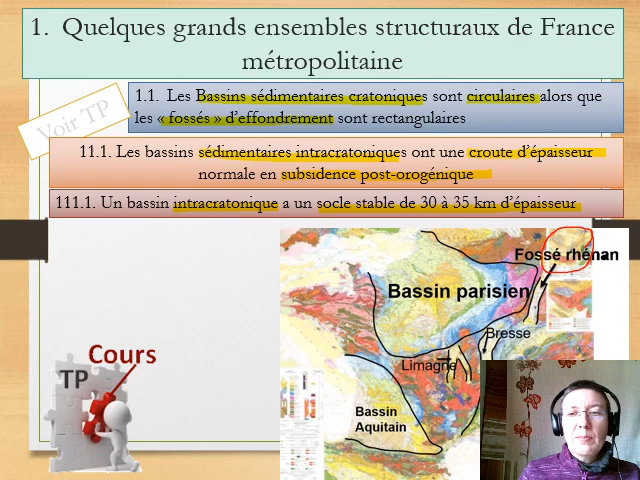 1. Quelques grands ensembles structuraux de France
métropolitaine
Voir TP
1.1. Les Bassins sédimentaires cratoniques sont circulaires alors que
les « fossés » d'effondrement sont rectangulaires
11.1. Les bassins sédimentaires intracratoniques ont une croute d'épaisseur
normale en subsidence post-orogénique
111.1. Un bassin intracratonique a un socle stable de 30 à 35 km d'épaisseur
Fossé rhénan
Bassin parisien
Bresse
Limagne
Bassin
Aquitain
Cours
TP